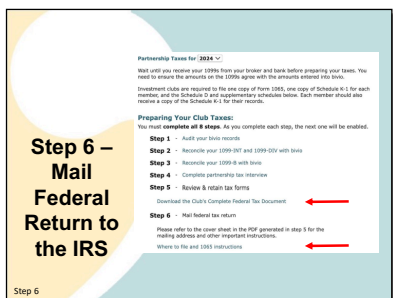 Partnership Taxes for 2024
Wait until you receive your 1099s from your broker and bank before preparing your taxes. You
need to ensure the amounts on the 1099s agree with the amounts entered into bivio.
Investment clubs are required to file one copy of Form 1065, one copy of Schedule K-1 for each
member, and the Schedule D and supplementary schedules below. Each member should also
receive a copy of the Schedule K-1 for their records.
Preparing Your Club Taxes:
You must complete all 8 steps. As you complete each step, the next one will be enabled.
Step 1 - Audit your bivio records
Step 2 - Reconcile your 1099-INT and 1099-DIV with bivio
Step 3 - Reconcile your 1099-B with bivio
Step 4 - Complete partnership tax interview
Step 5 - Review & retain tax forms
Download the Club's Complete Federal Tax Document
Step 6 - Mail federal tax return
Please refer to the cover sheet in the PDF generated in step 5 for the
mailing address and other important instructions.
Where to file and 1065 instructions
Step 6 –
Mail
Federal
Return to
the IRS
Step 6